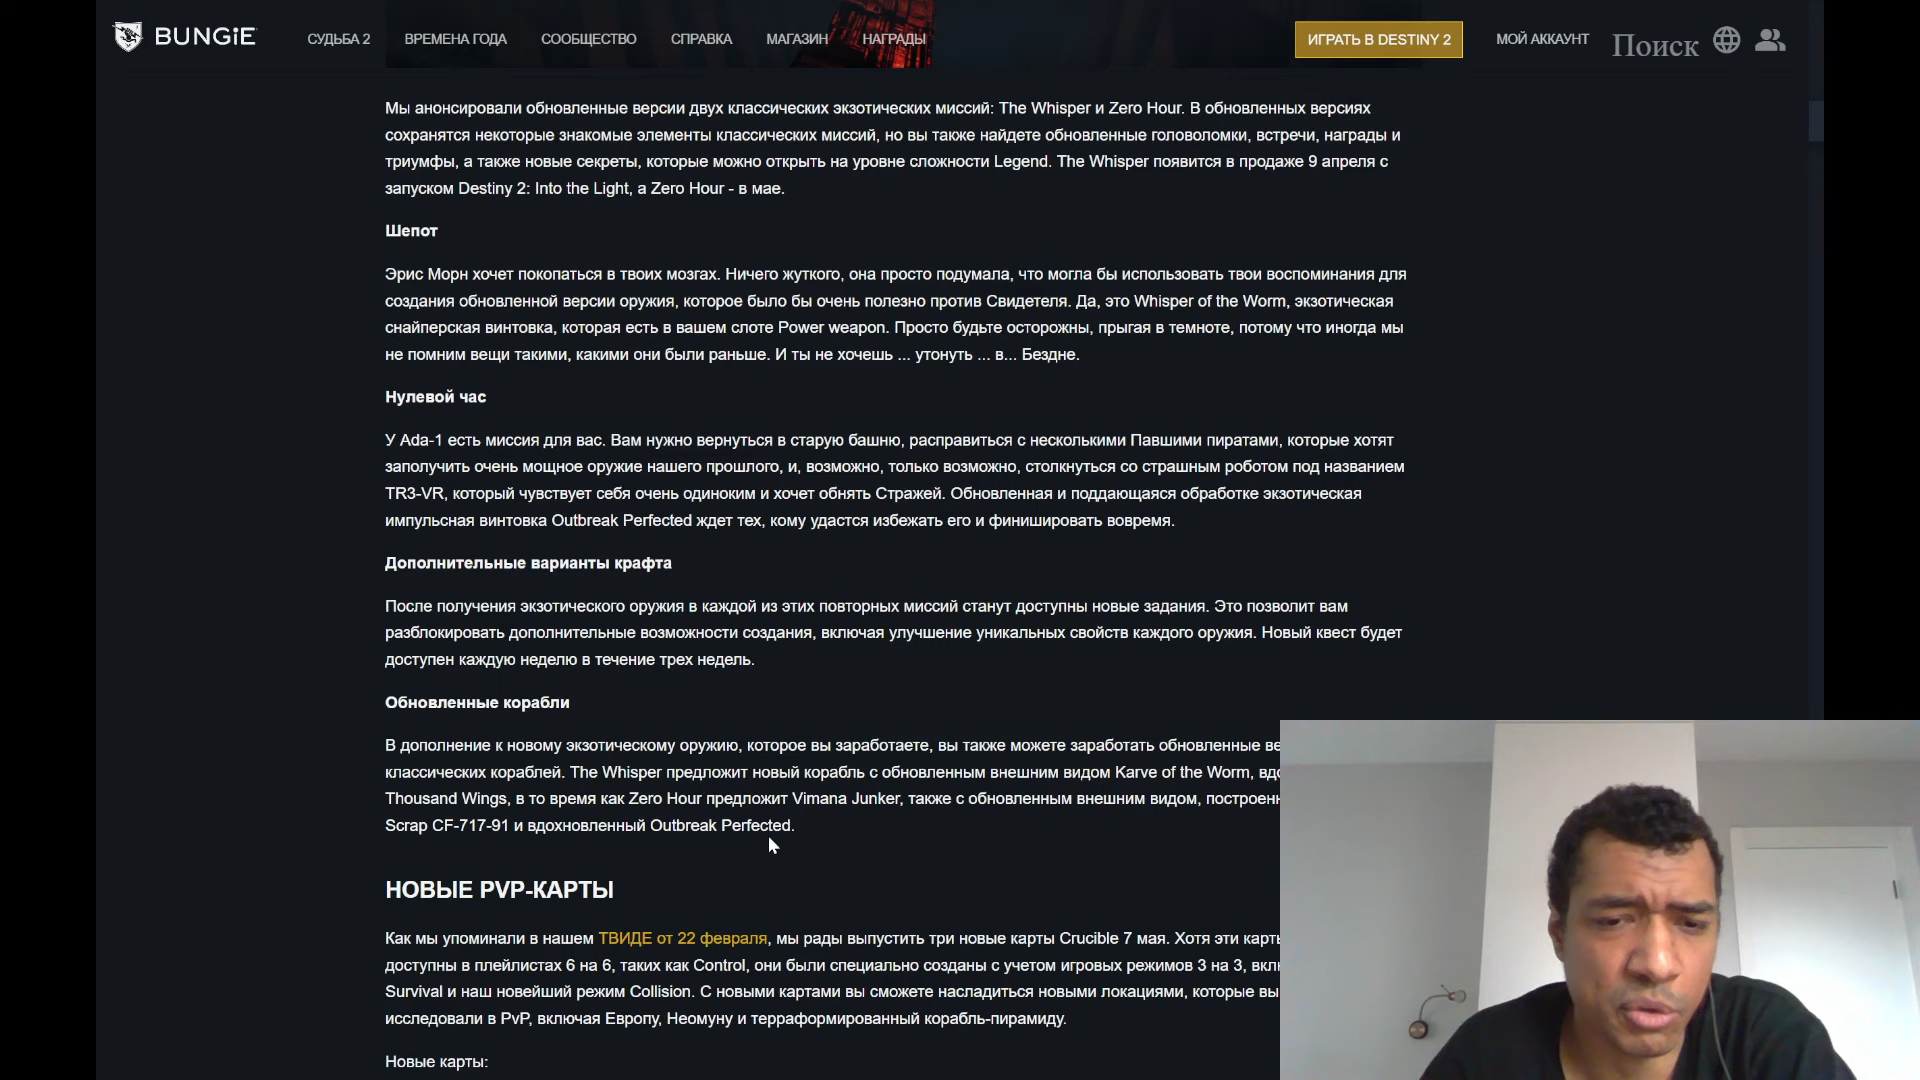 BUNGiE
СУДЬБА 2 ВРЕМЕНА ГОДА СООБЩЕСТВО СПРАВКА МАГАЗИН НАГРАДЫ ИГРАТЬ В DESTINY 2 МОЙ АККАУНТ Поиск
Мы анонсировали обновленные версии двух классических экзотических миссий: The Whisper и Zero Hour. В обновленных версиях
сохранятся некоторые знакомые элементы классических миссий, но вы также найдете обновленные головоломки, встречи, награды и
триумфы, а также новые секреты, которые можно открыть на уровне сложности Legend. The Whisper появится в продаже 9 апреля с
запуском Destiny 2: Into the Light, а Zero Hour - в мае.
Шепот
Эрис Морн хочет покопаться в твоих мозгах. Ничего жуткого, она просто подумала, что могла бы использовать твои воспоминания для
создания обновленной версии оружия, которое было бы очень полезно против Свидетеля. Да, это Whisper of the Worm, экзотическая
снайперская винтовка, которая есть в вашем слоте Power weapon. Просто будьте осторожны, прыгая в темноте, потому что иногда мы
не помним вещи такими, какими они были раньше. И ты не хочешь ... утонуть ... в... Бездне.
Нулевой час
У Ada-1 есть миссия для вас. Вам нужно вернуться в старую башню, расправиться с несколькими Павшими пиратами, которые хотят
заполучить очень мощное оружие нашего прошлого, и, возможно, только возможно, столкнуться со страшным роботом под названием
TR3-VR, который чувствует себя очень одиноким и хочет обнять Стражей. Обновленная и поддающаяся обработке экзотическая
импульсная винтовка Outbreak Perfected ждет тех, кому удастся избежать его и финишировать вовремя.
Дополнительные варианты крафта
После получения экзотического оружия в каждой из этих повторных миссий станут доступны новые задания. Это позволит вам
разблокировать дополнительные возможности создания, включая улучшение уникальных свойств каждого оружия. Новый квест будет
доступен каждую неделю в течение трех недель.
Обновленные корабли
В дополнение к новому экзотическому оружию, которое вы заработаете, вы также можете заработать обновленные ве
классических кораблей. The Whisper предложит новый корабль с обновленным внешним видом Karve of the Worm, вдо
Thousand Wings, в то время как Zero Hour предложит Vimana Junker, также с обновленным внешним видом, построенн
Scrap CF-717-91 и вдохновленный Outbreak Perfected.
НОВЫЕ PVP-КАРТЫ
Как мы упоминали в нашем ТВИДЕ от 22 февраля, мы рады выпустить три новые карты Crucible 7 мая. Хотя эти карты
доступны в плейлистах 6 на 6, таких как Control, они были специально созданы с учетом игровых режимов 3 на 3, вкл
Survival и наш новейший режим Collision. С новыми картами вы сможете насладиться новыми локациями, которые вы
исследовали в PvP, включая Европу, Неомуну и терраформированный корабль-пирамиду.
Новые карты: